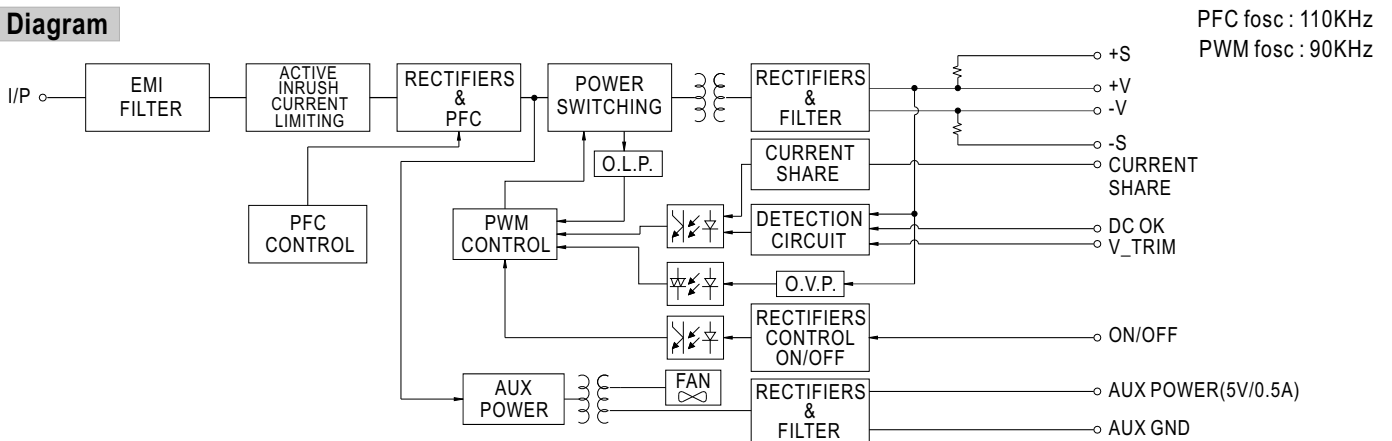 Diagram
PFC fosc : 110KHz
PWM fosc : 90KHz
I/P
EMI
FILTER
ACTIVE
INRUSH
CURRENT
LIMITING
RECTIFIERS
&
PFC
POWER
SWITCHING
RECTIFIERS
&
FILTER
+S
+V
-V
-S
O.L.P.
CURRENT
SHARE
CURRENT
SHARE
PFC
CONTROL
PWM
CONTROL
DETECTION
CIRCUIT
DC OK
V_TRIM
O.V.P.
RECTIFIERS
CONTROL
ON/OFF
ON/OFF
AUX
POWER
FAN
RECTIFIERS
&
FILTER
AUX POWER(5V/0.5A)
AUX GND